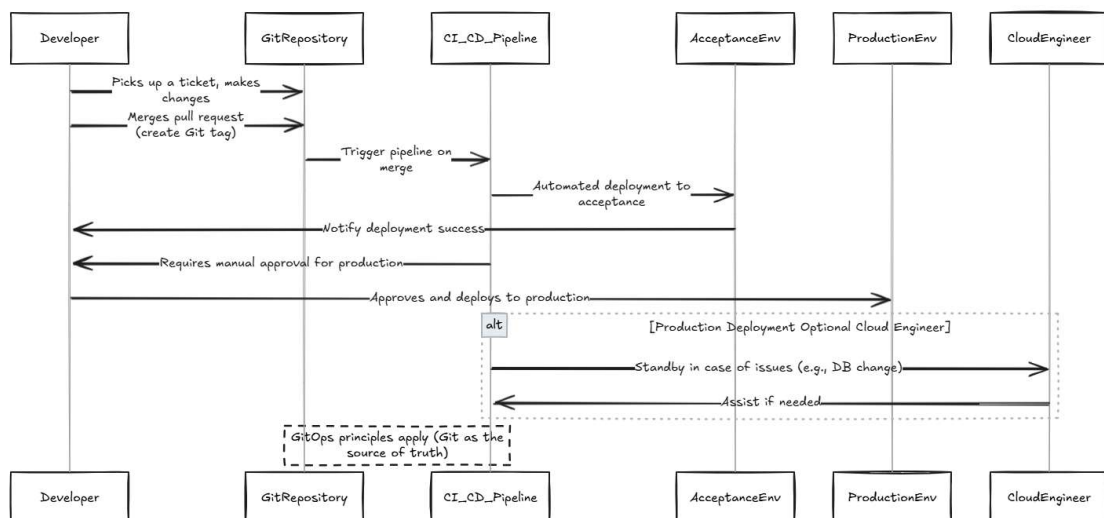 Developer
GitRepository
CI_CD_Pipeline
AcceptanceEnv
ProductionEnv
CloudEngineer
Picks up a ticket, makes
changes
Merges pull request
(create Git tag)
Trigger pipeline on
merge
Automated deployment to
acceptance
Notify deployment success
Requires manual approval for production
Approves and deploys to production
alt
[Production Deployment Optional Cloud Engineer]
Standby in case of issues (e.g., DB change)
Assist if needed
GitOps principles apply (Git as the
source of truth)
Developer
GitRepository
CI_CD_Pipeline
AcceptanceEnv
ProductionEnv
CloudEngineer